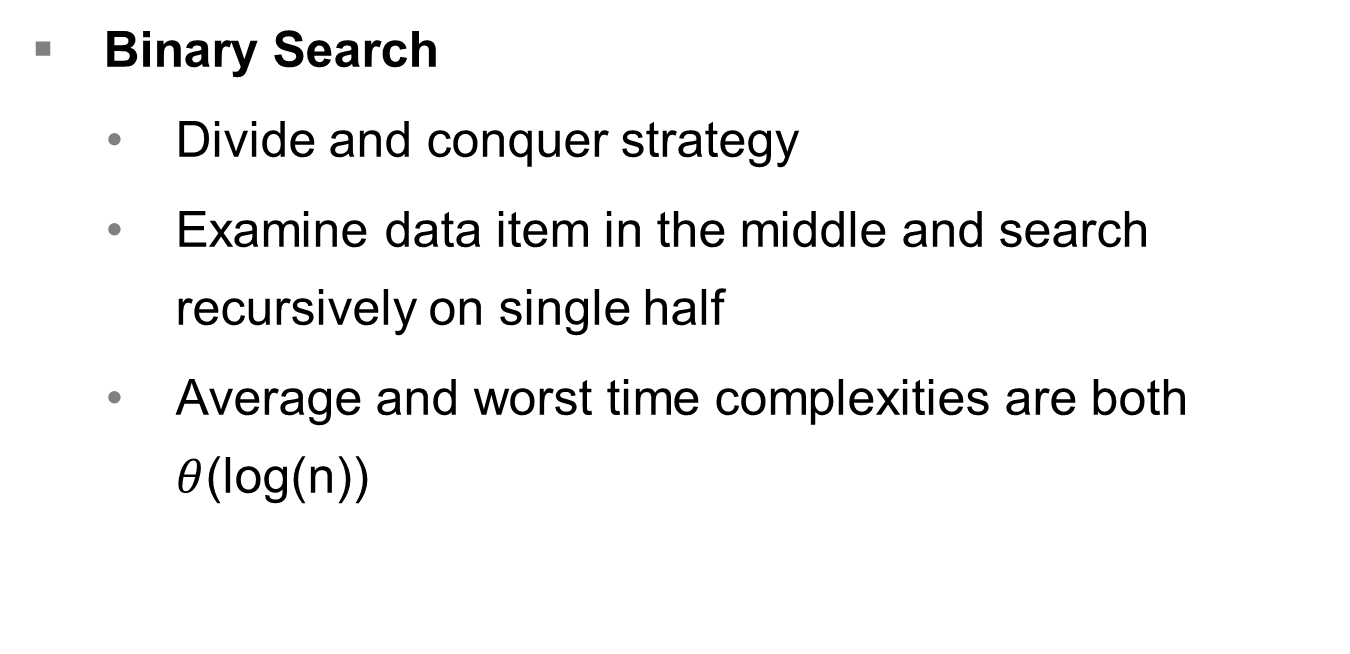 ▪ Binary Search
• Divide and conquer strategy
• Examine data item in the middle and search
recursively on single half
• Average and worst time complexities are both
𝜃(log(n))